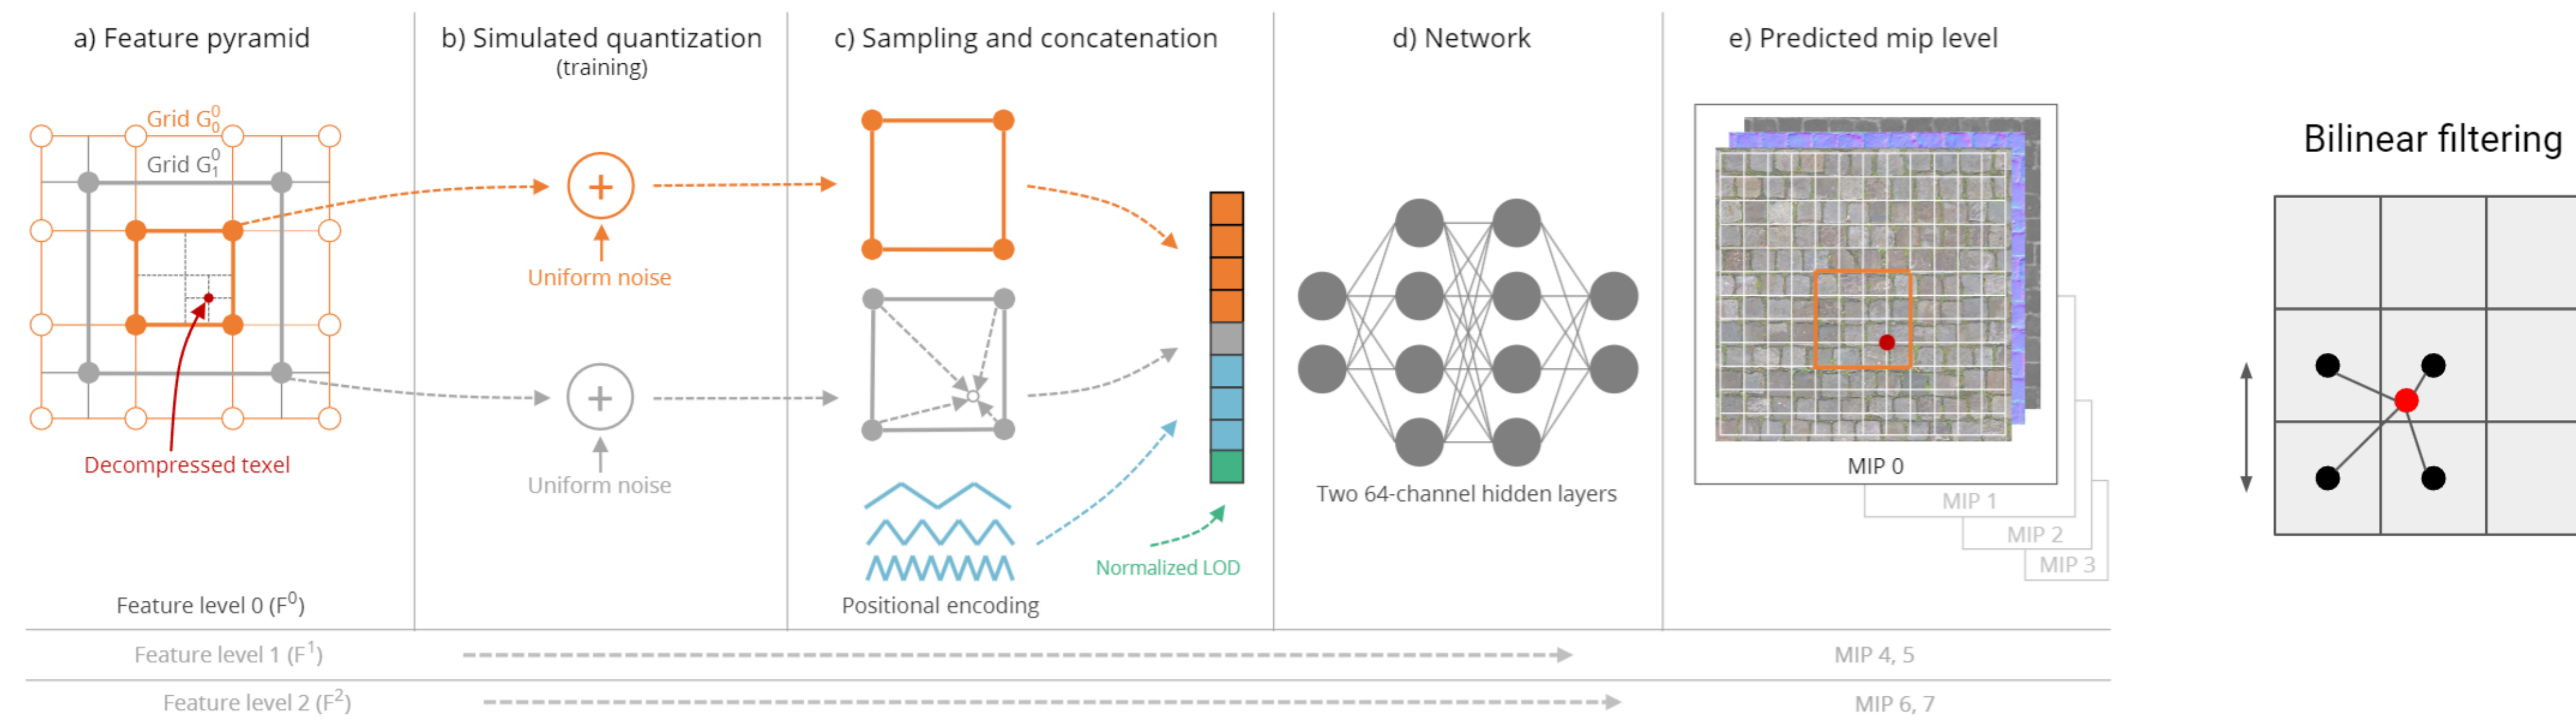 a) Feature pyramid
b) Simulated quantization
(training)
c) Sampling and concatenation
d) Network
e) Predicted mip level
Grid G⁰₀
Grid G⁰₁
Decompressed texel
Uniform noise
Uniform noise
Positional encoding
Normalized LOD
Two 64-channel hidden layers
MIP 0
MIP 1
MIP 2
MIP 3
Feature level 0 (F⁰)
Feature level 1 (F¹)
MIP 4, 5
Feature level 2 (F²)
MIP 6, 7
Bilinear filtering